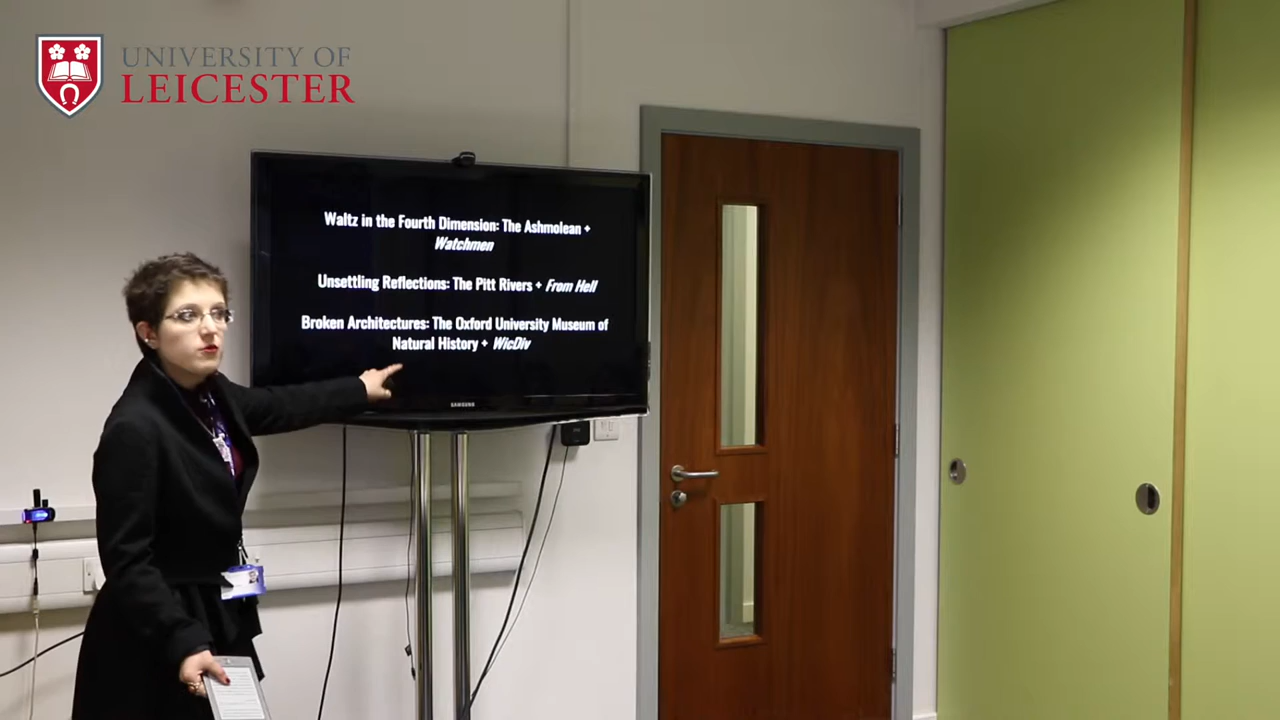 UNIVERSITY OF
LEICESTER
Waltz in the Fourth Dimension: The Ashmolean +
Watchmen
Unsettling Reflections: The Pitt Rivers + From Hell
Broken Architectures: The Oxford University Museum of
Natural History + WicDiv
SAMSUNG